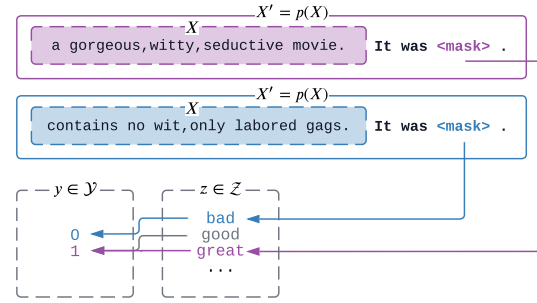 X′ = p(X)
X
a gorgeous,witty,seductive movie. It was <mask> .
X′ = p(X)
X
contains no wit,only labored gags. It was <mask> .
y ∈ 𝒴 z ∈ 𝒵
bad
0 good
1 great
...